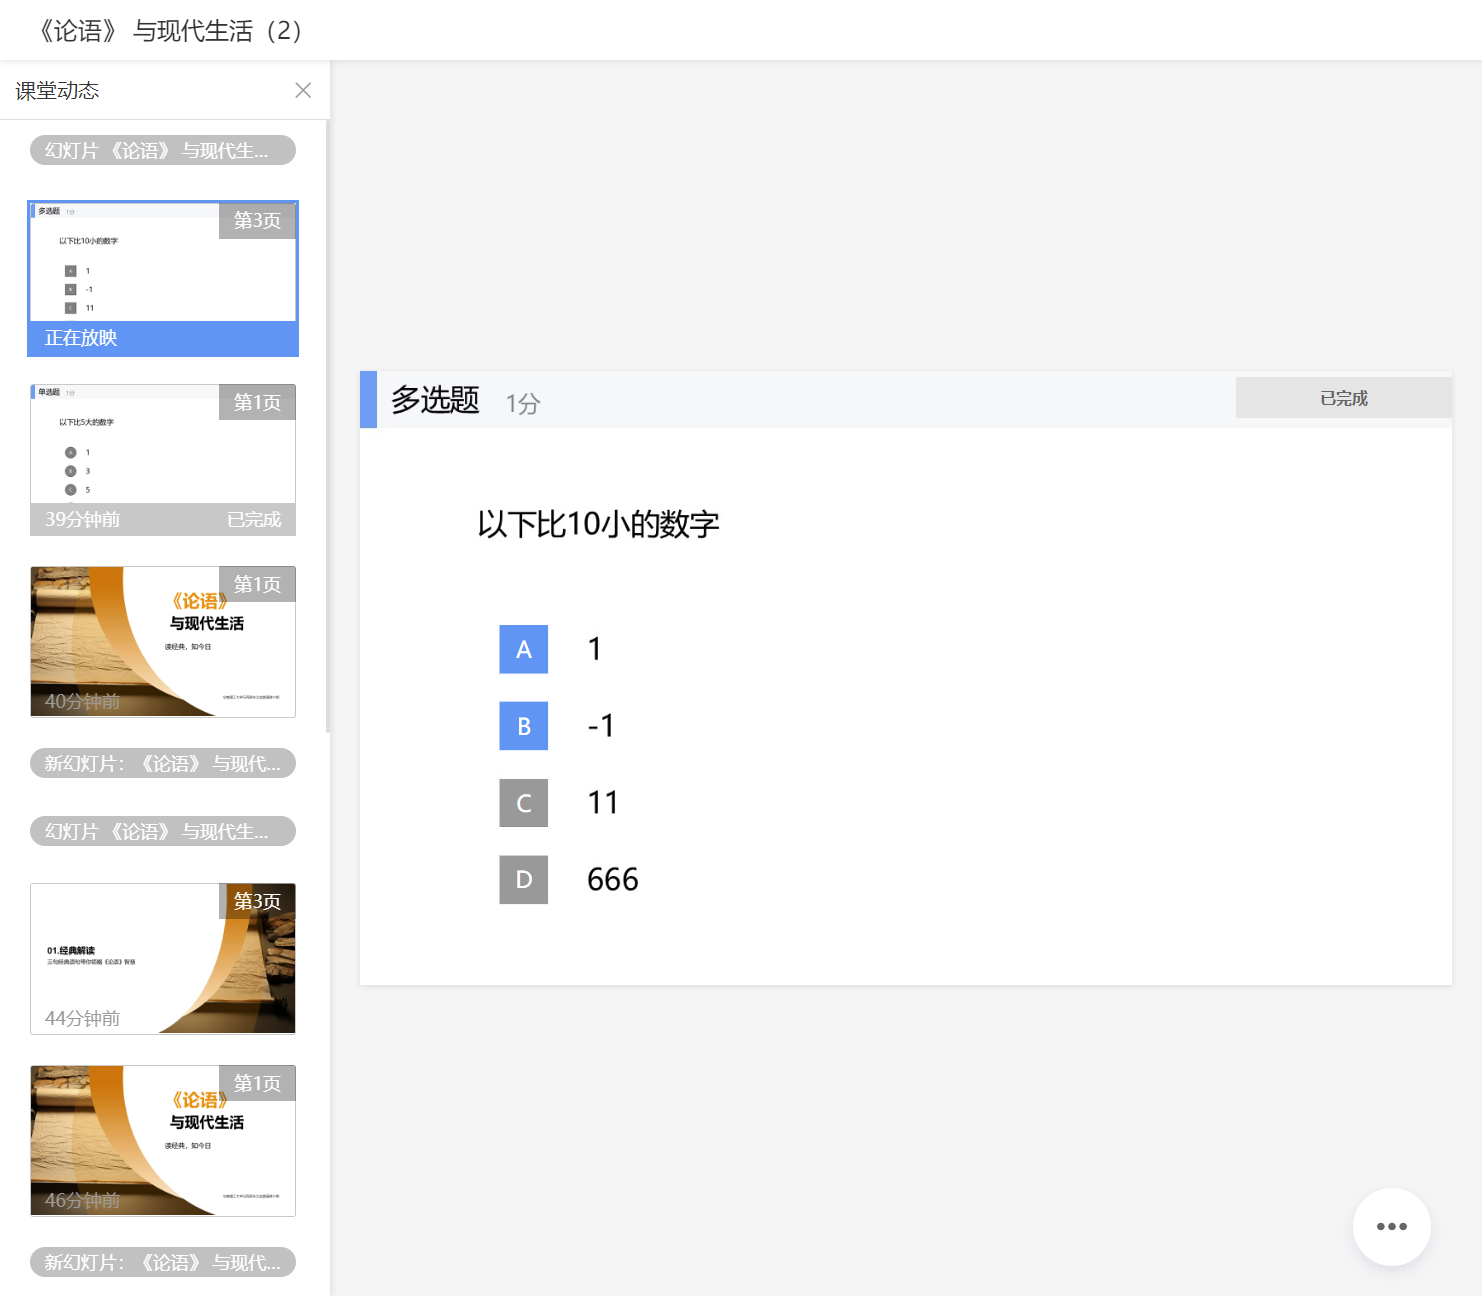 《论语》 与现代生活（2）
课堂动态
幻灯片 《论语》 与现代生...
多选题 1分
第3页
以下比10小的数字
A 1
B -1
C 11
正在放映
单选题 1分
第1页
以下比5大的数字
1
3
5
39分钟前 已完成
第1页
《论语》
与现代生活
读经典，知今日
40分钟前
新幻灯片：《论语》 与现代...
幻灯片 《论语》 与现代生...
第3页
01.经典解读
44分钟前
第1页
《论语》
与现代生活
读经典，知今日
46分钟前
新幻灯片：《论语》 与现代...
多选题 1分
已完成
以下比10小的数字
A 1
B -1
C 11
D 666